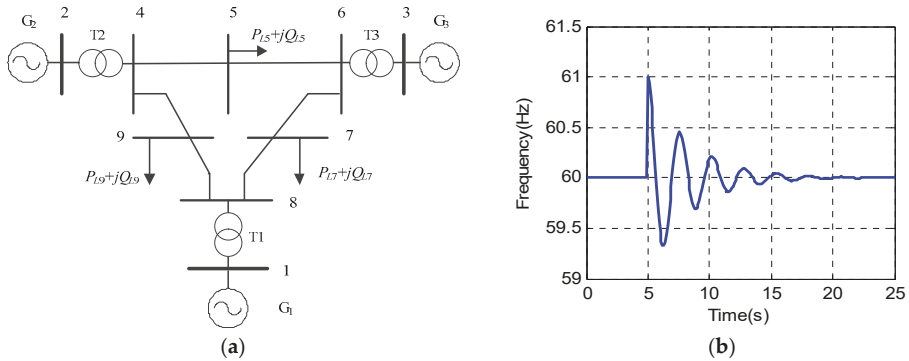 G2
2
T2
4
5
PL5+jQL5
6
T3
3
G3
9
PL9+jQL9
7
PL7+jQL7
8
T1
1
G1
(a)
61.5
61
60.5
60
59.5
59
Frequency(Hz)
0 5 10 15 20 25
Time(s)
(b)